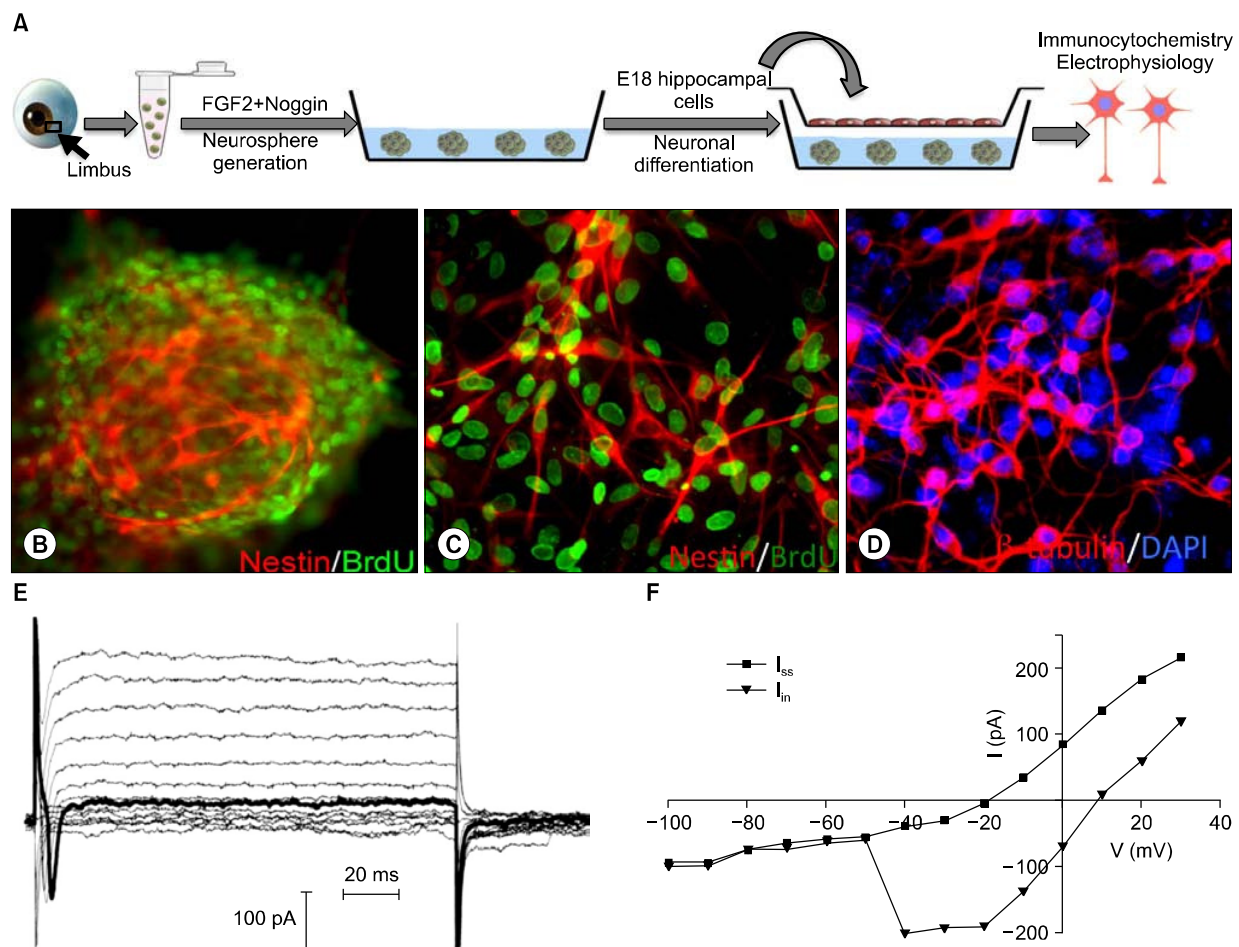 A
Limbus
FGF2+Noggin
Neurosphere
generation
E18 hippocampal
cells
Neuronal
differentiation
Immunocytochemistry
Electrophysiology
B
Nestin/BrdU
C
Nestin/BrdU
D
β-tubulin/DAPI
E
20 ms
100 pA
F
Iss
Iin
I (pA)
200
100
−100
−200
−100
−80
−60
−40
−20
20
40
V (mV)